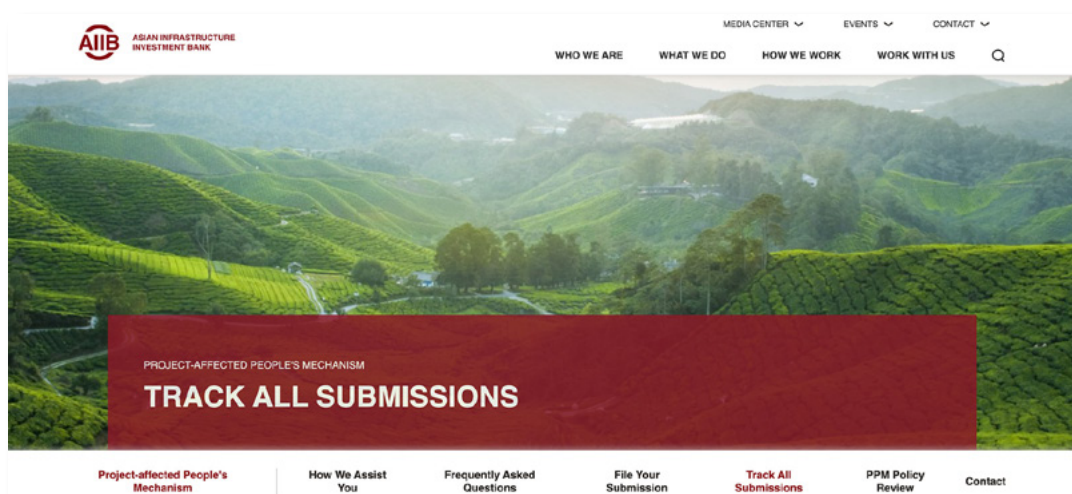 MEDIA CENTER
EVENTS
CONTACT
AIIB
ASIAN INFRASTRUCTURE
INVESTMENT BANK
WHO WE ARE
WHAT WE DO
HOW WE WORK
WORK WITH US
PROJECT-AFFECTED PEOPLE'S MECHANISM
TRACK ALL SUBMISSIONS
Project-affected People's
Mechanism
How We Assist
You
Frequently Asked
Questions
File Your
Submission
Track All
Submissions
PPM Policy
Review
Contact